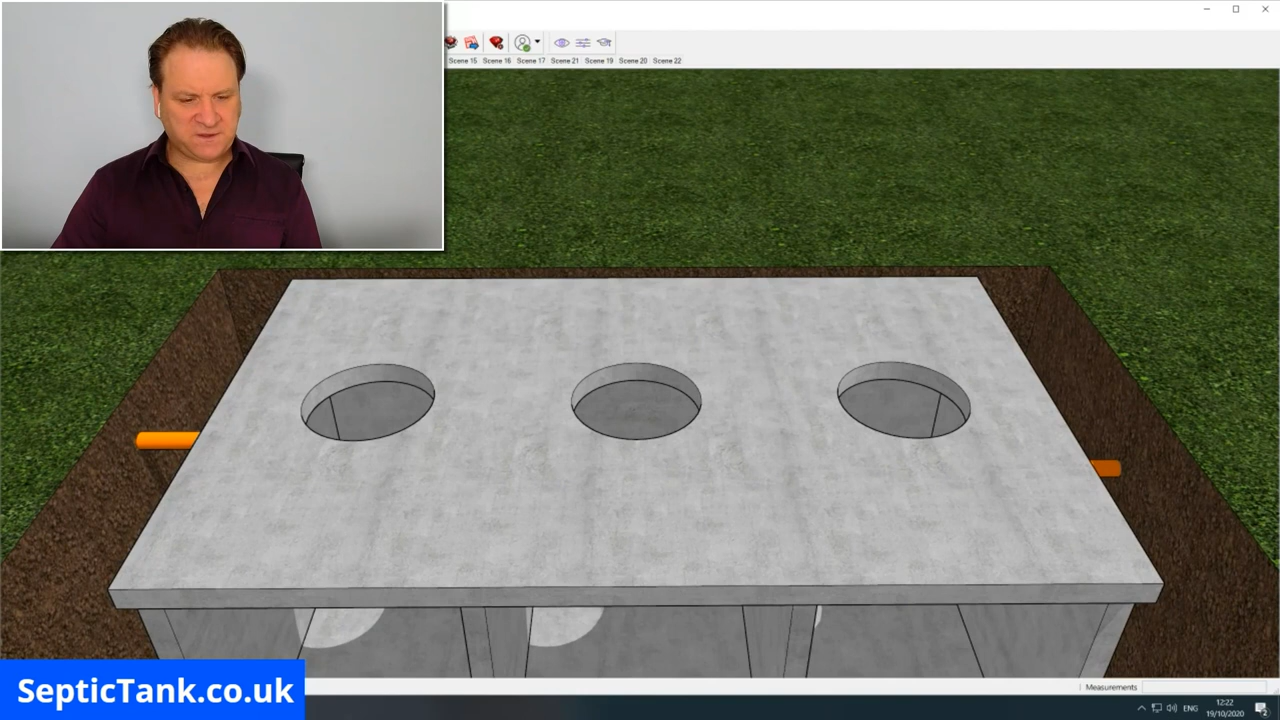 Scene 15 Scene 16 Scene 17 Scene 21 Scene 19 Scene 20 Scene 22
SepticTank.co.uk
Measurements
ENG
12:22
19/10/2020
2